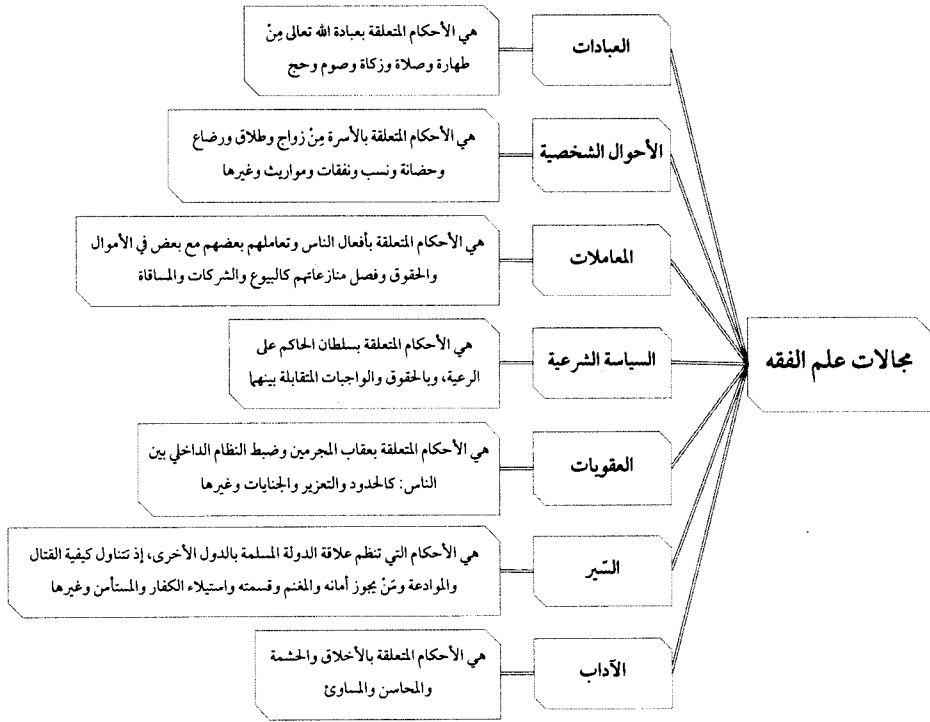 مجالات علم الفقه
العبادات
هي الأحكام المتعلقة بعبادة الله تعالى مِنْ
طهارة وصلاة وزكاة وصوم وحج
الأحوال الشخصية
هي الأحكام المتعلقة بالأسرة مِنْ زواج وطلاق ورضاع
وحضانة ونسب ونفقات ومواريث وغيرها
المعاملات
هي الأحكام المتعلقة بأفعال الناس وتعاملهم بعضهم مع بعض في الأموال
والحقوق وفصل منازعاتهم كالبيوع والشركات والمساقاة
السياسة الشرعية
هي الأحكام المتعلقة بسلطان الحاكم على
الرعية، وبالحقوق والواجبات المتقابلة بينهما
العقوبات
هي الأحكام المتعلقة بعقاب المجرمين وضبط النظام الداخلي بين
الناس: كالحدود والتعزير والجنايات وغيرها
السّير
هي الأحكام التي تنظم علاقة الدولة المسلمة بالدول الأخرى، إذ تتناول كيفية القتال
والموادعة ومَنْ يجوز أمانه والمغنم وقسمته واستيلاء الكفار والمستأمن وغيرها
الآداب
هي الأحكام المتعلقة بالأخلاق والحشمة
والمحاسن والمساوئ